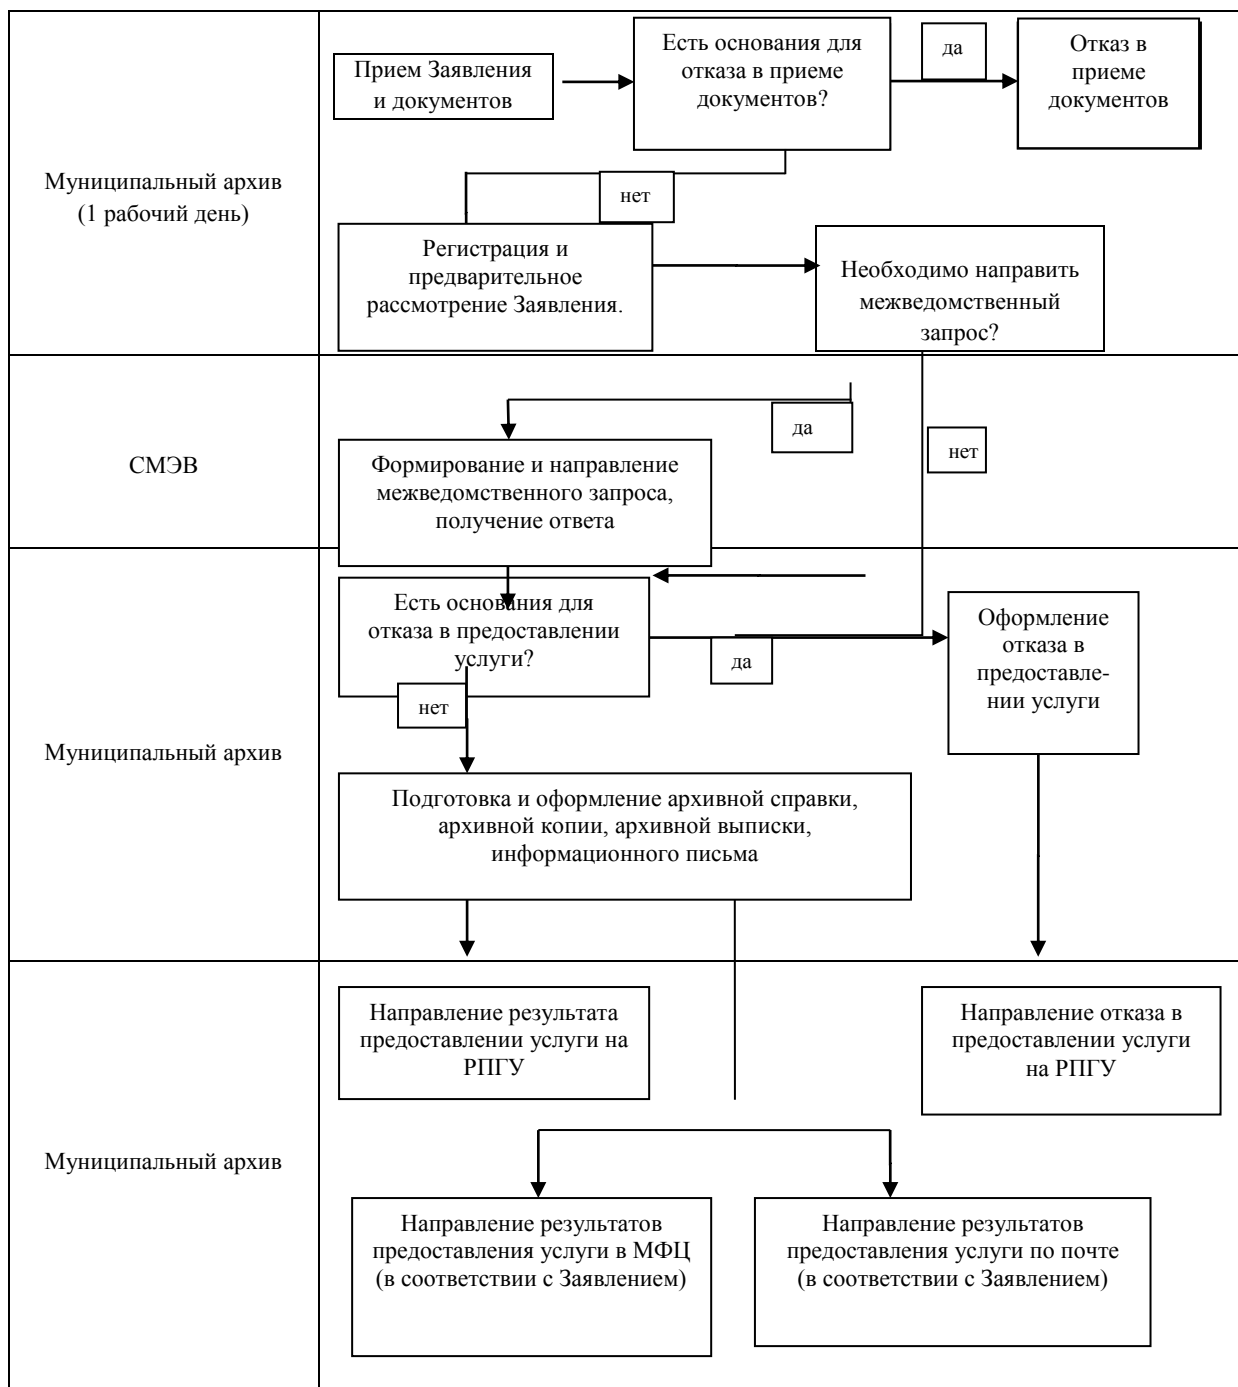 Муниципальный архив
(1 рабочий день)
Прием Заявления
и документов
Есть основания для
отказа в приеме
документов?
да
Отказ в
приеме
документов
нет
Регистрация и
предварительное
рассмотрение Заявления.
Необходимо направить
межведомственный
запрос?
СМЭВ
да
нет
Формирование и направление
межведомственного запроса,
получение ответа
Муниципальный архив
Есть основания для
отказа в предоставлении
услуги?
да
нет
Оформление
отказа в
предоставле-
нии услуги
Подготовка и оформление архивной справки,
архивной копии, архивной выписки,
информационного письма
Муниципальный архив
Направление результата
предоставлении услуги на
РПГУ
Направление отказа в
предоставлении услуги
на РПГУ
Направление результатов
предоставления услуги в МФЦ
(в соответствии с Заявлением)
Направление результатов
предоставления услуги по почте
(в соответствии с Заявлением)